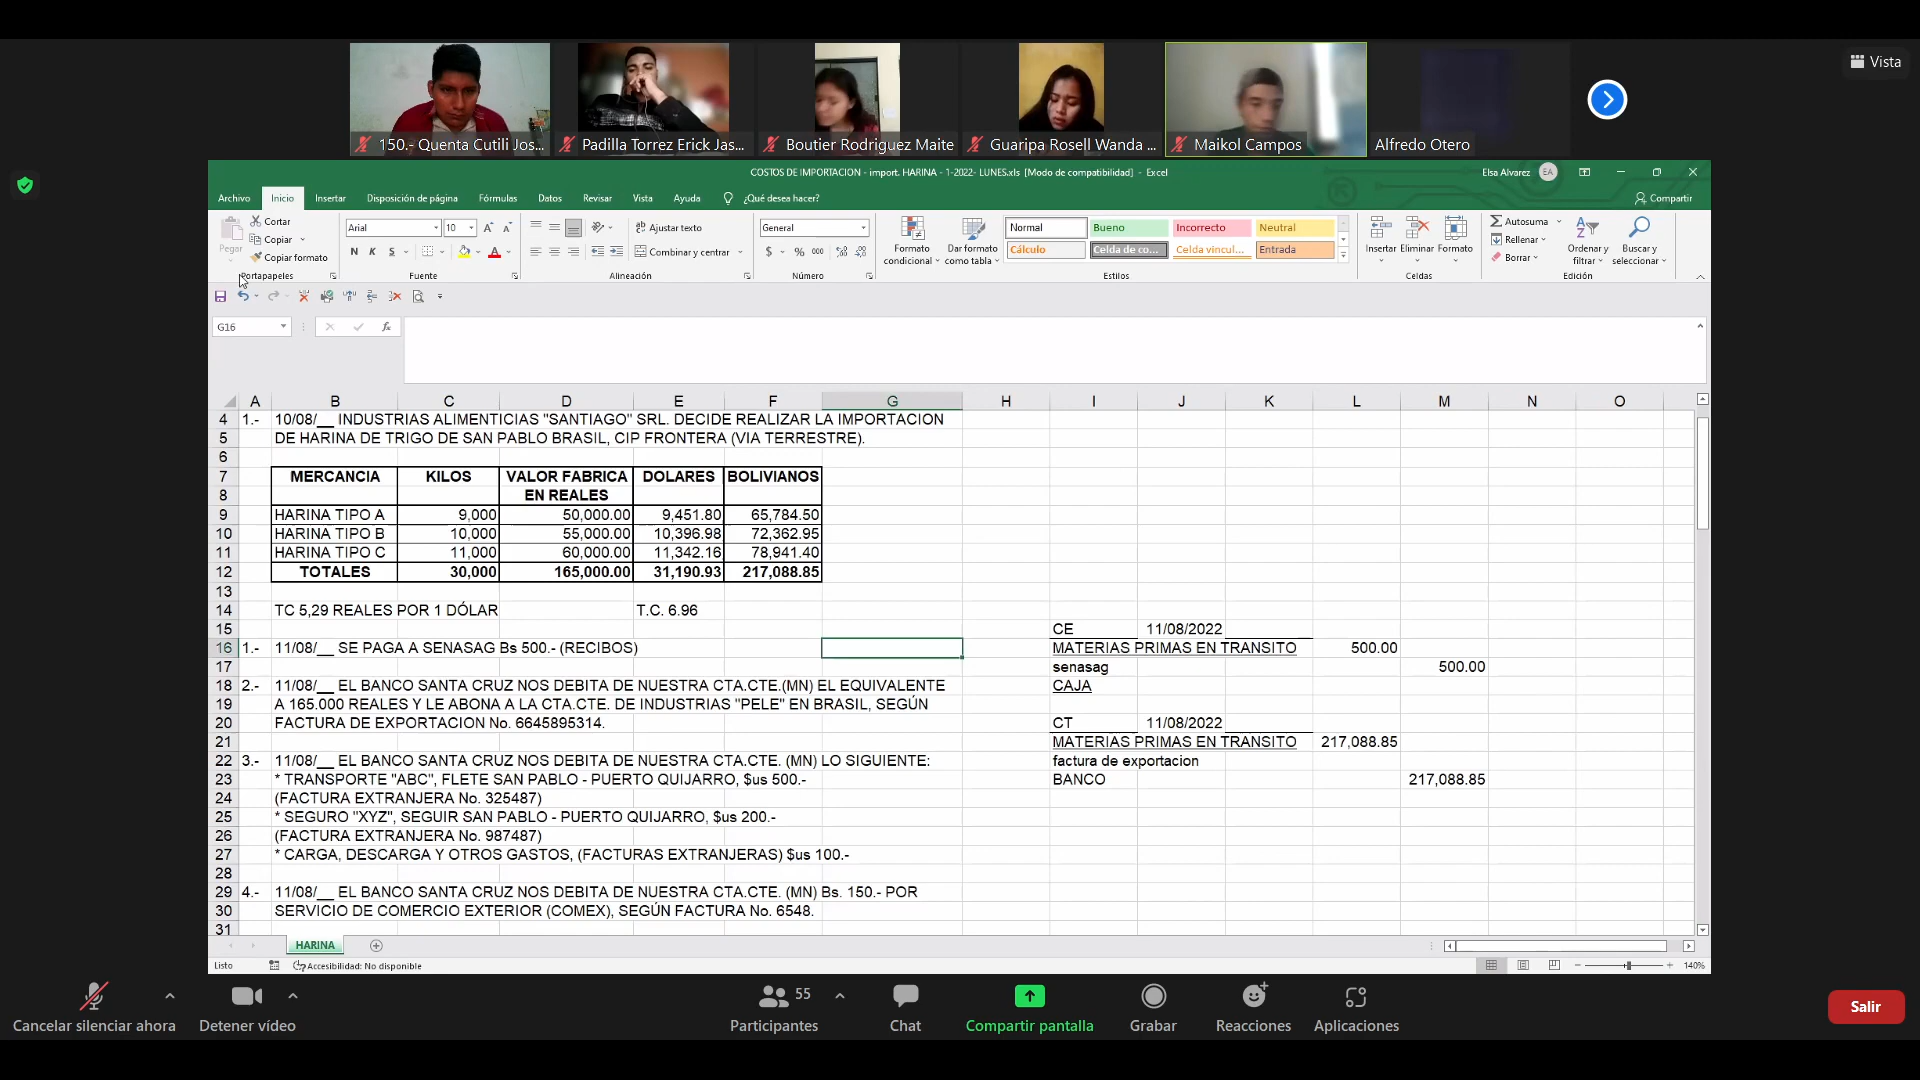 Vista
150.- Quenta Cutili Jos...
Padilla Torrez Erick Jas...
Boutier Rodriguez Maite
Guaripa Rosell Wanda ...
Maikol Campos
Alfredo Otero
COSTOS DE IMPORTACION - import. HARINA - 1-2022- LUNES.xls [Modo de compatibilidad] - Excel
Elsa Alvarez
EA
Archivo Inicio Insertar Disposición de página Fórmulas Datos Revisar Vista Ayuda ¿Qué desea hacer?
Compartir
Pegar
Cortar
Copiar
Copiar formato
Portapapeles
Arial 10
N K S
Fuente
Ajustar texto
Combinar y centrar
Alineación
General
$ % 000
Número
Formato condicional
Dar formato como tabla
Normal Bueno Incorrecto Neutral
Cálculo Celda de co... Celda vincul... Entrada
Estilos
Insertar Eliminar Formato
Celdas
Autosuma
Rellenar
Borrar
Ordenar y filtrar
Buscar y seleccionar
Edición
G16
fx
A B C D E F G H I J K L M N O
4 1.- 10/08/__ INDUSTRIAS ALIMENTICIAS "SANTIAGO" SRL. DECIDE REALIZAR LA IMPORTACION
5 DE HARINA DE TRIGO DE SAN PABLO BRASIL, CIP FRONTERA (VIA TERRESTRE).
6
7 MERCANCIA KILOS VALOR FABRICA DOLARES BOLIVIANOS
8 EN REALES
9 HARINA TIPO A 9,000 50,000.00 9,451.80 65,784.50
10 HARINA TIPO B 10,000 55,000.00 10,396.98 72,362.95
11 HARINA TIPO C 11,000 60,000.00 11,342.16 78,941.40
12 TOTALES 30,000 165,000.00 31,190.93 217,088.85
13
14 TC 5,29 REALES POR 1 DÓLAR T.C. 6.96
15 CE 11/08/2022
16 1.- 11/08/__ SE PAGA A SENASAG Bs 500.- (RECIBOS) MATERIAS PRIMAS EN TRANSITO 500.00
17 senasag 500.00
18 2.- 11/08/__ EL BANCO SANTA CRUZ NOS DEBITA DE NUESTRA CTA.CTE.(MN) EL EQUIVALENTE CAJA
19 A 165.000 REALES Y LE ABONA A LA CTA.CTE. DE INDUSTRIAS "PELE" EN BRASIL, SEGÚN
20 FACTURA DE EXPORTACION No. 6645895314. CT 11/08/2022
21 MATERIAS PRIMAS EN TRANSITO 217,088.85
22 3.- 11/08/__ EL BANCO SANTA CRUZ NOS DEBITA DE NUESTRA CTA.CTE. (MN) LO SIGUIENTE: factura de exportacion
23 * TRANSPORTE "ABC", FLETE SAN PABLO - PUERTO QUIJARRO, $us 500.- BANCO 217,088.85
24 (FACTURA EXTRANJERA No. 325487)
25 * SEGURO "XYZ", SEGUIR SAN PABLO - PUERTO QUIJARRO, $us 200.-
26 (FACTURA EXTRANJERA No. 987487)
27 * CARGA, DESCARGA Y OTROS GASTOS, (FACTURAS EXTRANJERAS) $us 100.-
28
29 4.- 11/08/__ EL BANCO SANTA CRUZ NOS DEBITA DE NUESTRA CTA.CTE. (MN) Bs. 150.- POR
30 SERVICIO DE COMERCIO EXTERIOR (COMEX), SEGÚN FACTURA No. 6548.
31
HARINA
Listo Accesibilidad: No disponible 140%
Cancelar silenciar ahora
Detener vídeo
Participantes 55
Chat
Compartir pantalla
Grabar
Reacciones
Aplicaciones
Salir